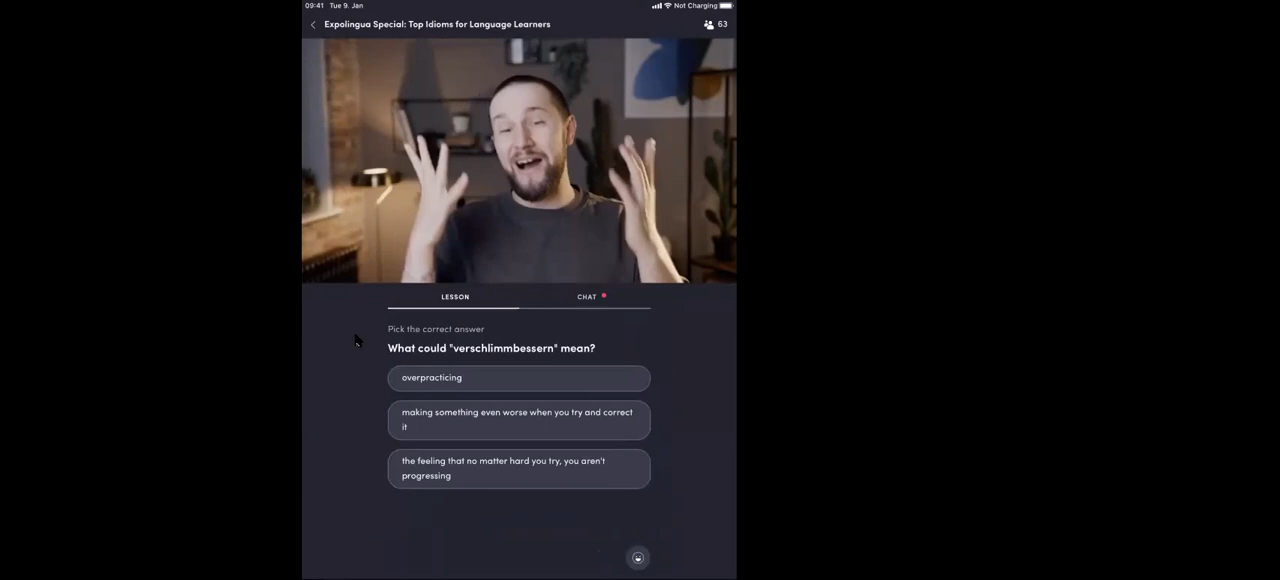 09:41 Tue 9. Jan Not Charging
Expolingua Special: Top Idioms for Language Learners 63
LESSON CHAT
Pick the correct answer
What could "verschlimmbessern" mean?
overpracticing
making something even worse when you try and correct
it
the feeling that no matter hard you try, you aren't
progressing